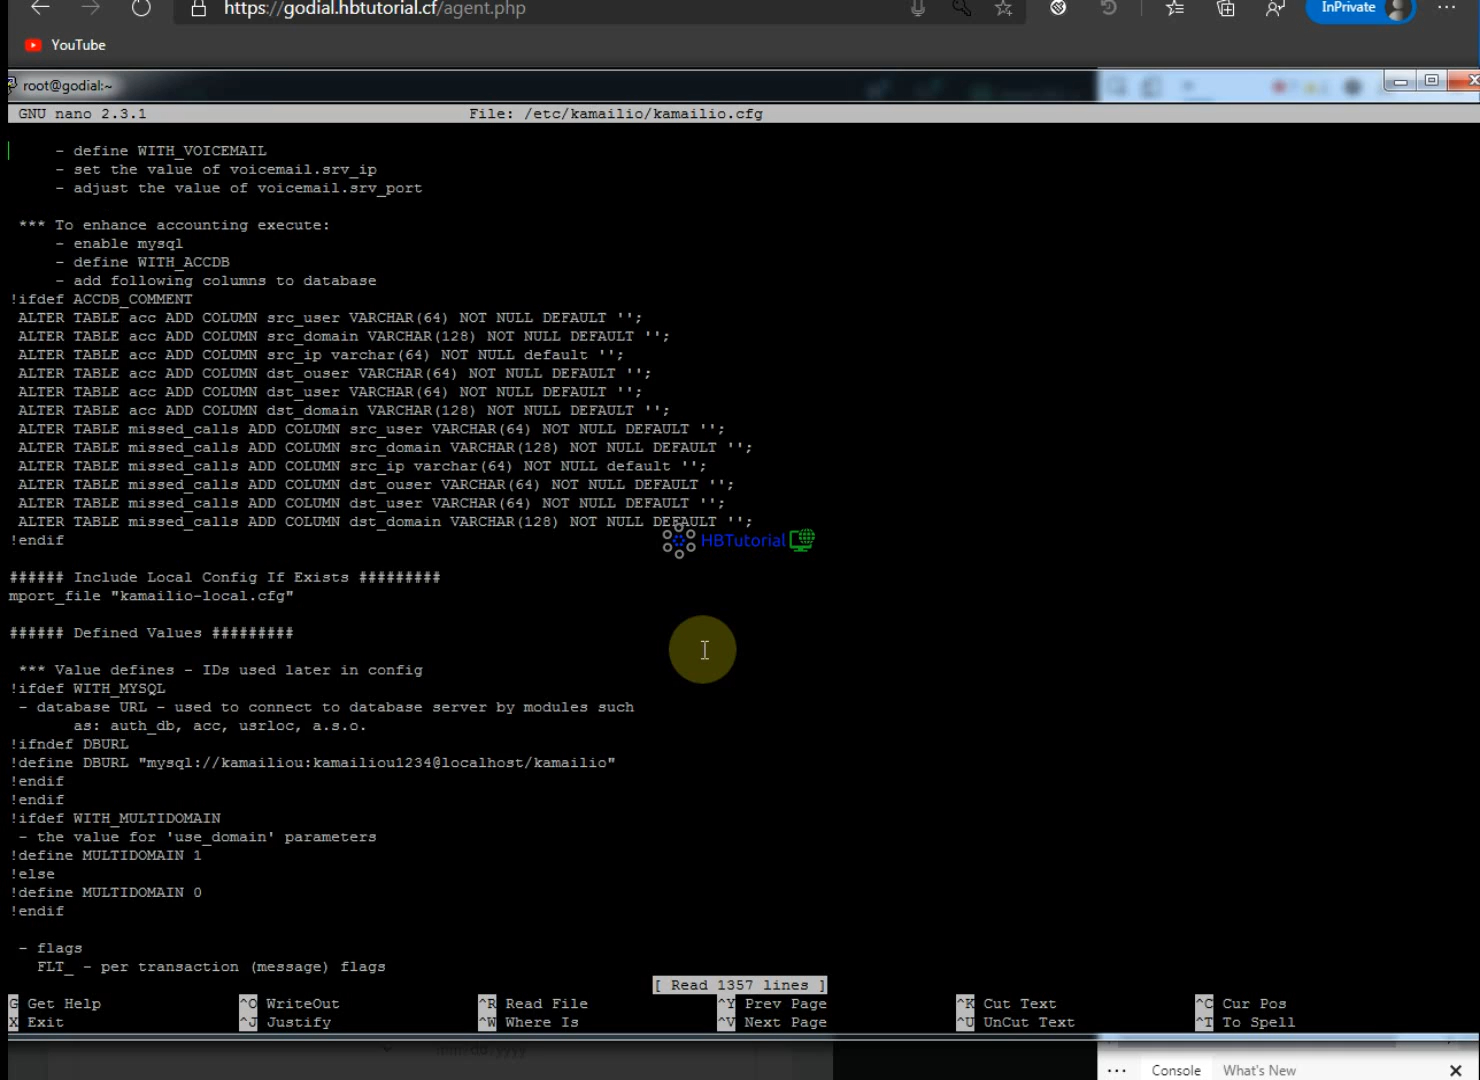 https://godial.hbtutorial.cf/agent.php
InPrivate
YouTube
root@godial:~
GNU nano 2.3.1 File: /etc/kamailio/kamailio.cfg
- define WITH_VOICEMAIL
- set the value of voicemail.srv_ip
- adjust the value of voicemail.srv_port
*** To enhance accounting execute:
- enable mysql
- define WITH_ACCDB
- add following columns to database
!ifdef ACCDB_COMMENT
ALTER TABLE acc ADD COLUMN src_user VARCHAR(64) NOT NULL DEFAULT '';
ALTER TABLE acc ADD COLUMN src_domain VARCHAR(128) NOT NULL DEFAULT '';
ALTER TABLE acc ADD COLUMN src_ip varchar(64) NOT NULL default '';
ALTER TABLE acc ADD COLUMN dst_ouser VARCHAR(64) NOT NULL DEFAULT '';
ALTER TABLE acc ADD COLUMN dst_user VARCHAR(64) NOT NULL DEFAULT '';
ALTER TABLE acc ADD COLUMN dst_domain VARCHAR(128) NOT NULL DEFAULT '';
ALTER TABLE missed_calls ADD COLUMN src_user VARCHAR(64) NOT NULL DEFAULT '';
ALTER TABLE missed_calls ADD COLUMN src_domain VARCHAR(128) NOT NULL DEFAULT '';
ALTER TABLE missed_calls ADD COLUMN src_ip varchar(64) NOT NULL default '';
ALTER TABLE missed_calls ADD COLUMN dst_ouser VARCHAR(64) NOT NULL DEFAULT '';
ALTER TABLE missed_calls ADD COLUMN dst_user VARCHAR(64) NOT NULL DEFAULT '';
ALTER TABLE missed_calls ADD COLUMN dst_domain VARCHAR(128) NOT NULL DEFAULT '';
!endif
HBTutorial
###### Include Local Config If Exists #########
mport_file "kamailio-local.cfg"
###### Defined Values #########
*** Value defines - IDs used later in config
!ifdef WITH_MYSQL
- database URL - used to connect to database server by modules such
as: auth_db, acc, usrloc, a.s.o.
!ifndef DBURL
!define DBURL "mysql://kamailiou:kamailiou1234@localhost/kamailio"
!endif
!endif
!ifdef WITH_MULTIDOMAIN
- the value for 'use_domain' parameters
!define MULTIDOMAIN 1
!else
!define MULTIDOMAIN 0
!endif
- flags
FLT_ - per transaction (message) flags
[ Read 1357 lines ]
G Get Help ^O WriteOut ^R Read File ^Y Prev Page ^K Cut Text ^C Cur Pos
X Exit ^J Justify ^W Where Is ^V Next Page ^U UnCut Text ^T To Spell
mm/dd/yyyy
Console What's New